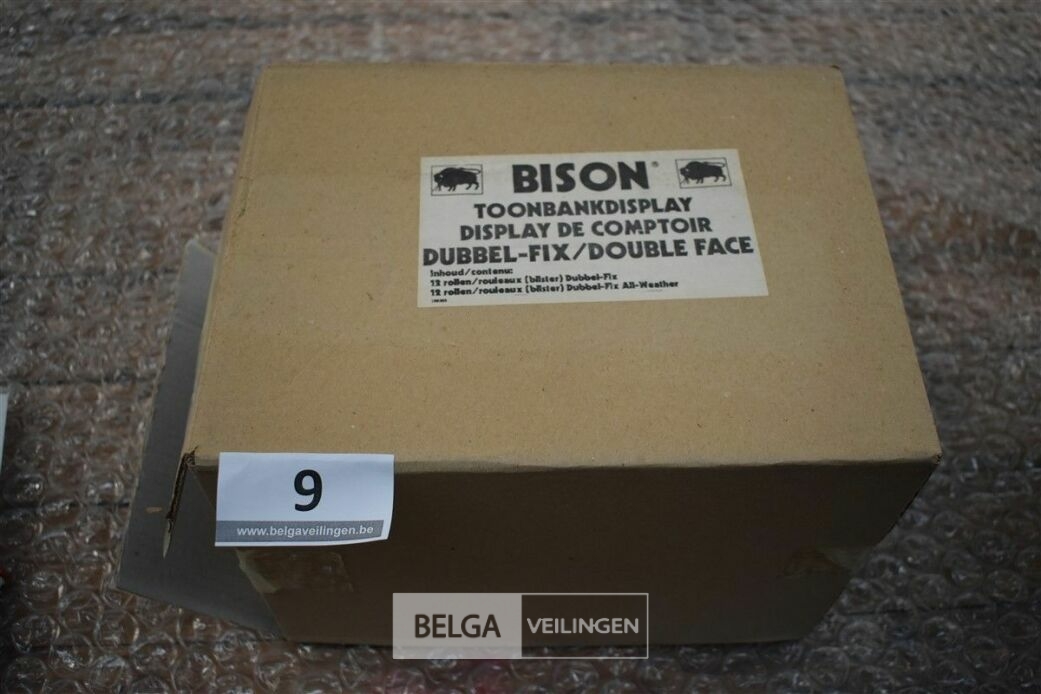 BISON®
TOONBANKDISPLAY
DISPLAY DE COMPTOIR
DUBBEL-FIX/DOUBLE FACE
Inhoud/contenu:
12 rollen/rouleaux (blister) Dubbel-Fix
12 rollen/rouleaux (blister) Dubbel-Fix All-Weather
9
www.belgaveilingen.be
BELGA VEILINGEN